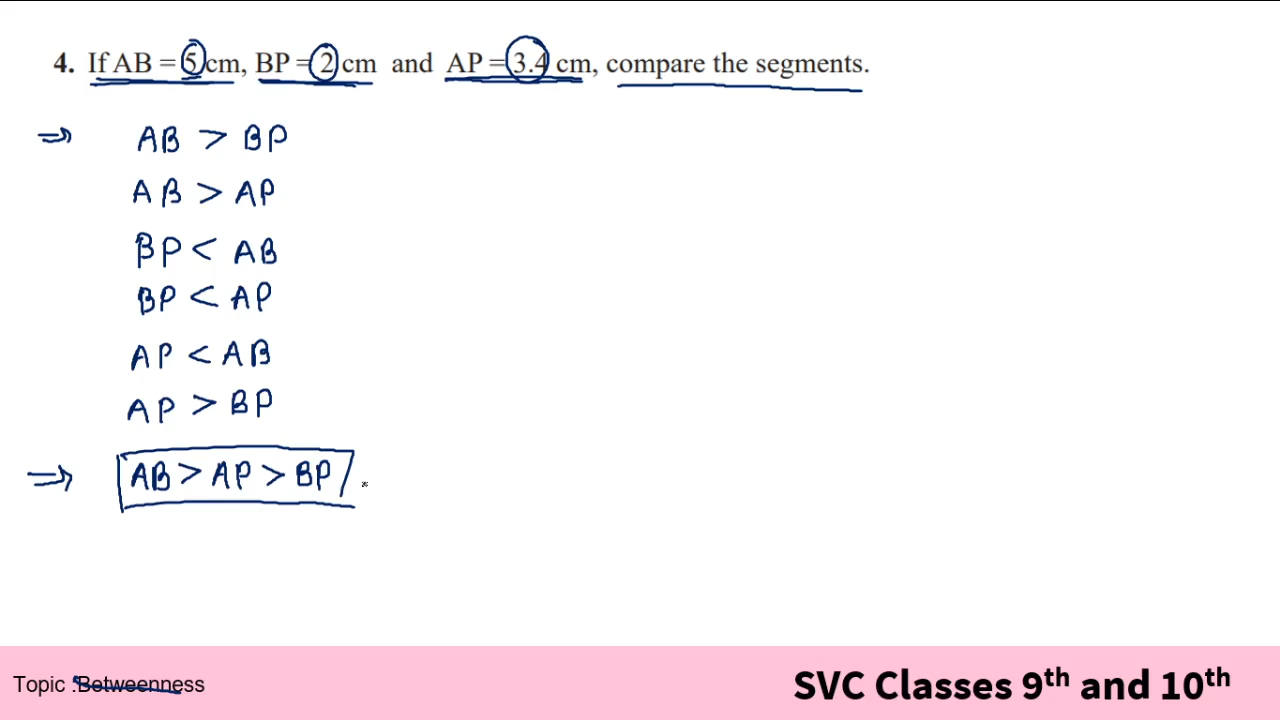 4. If AB = 5 cm, BP = 2 cm and AP = 3.4 cm, compare the segments.
⇒ AB > BP
AB > AP
BP < AB
BP < AP
AP < AB
AP > BP
⇒ AB > AP > BP
Topic :Betweenness
SVC Classes 9th and 10th